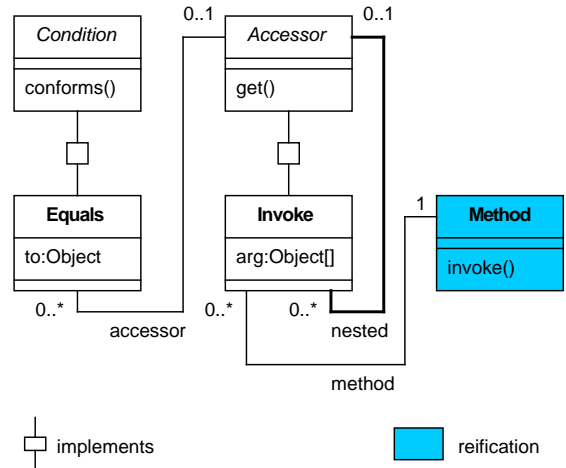 0..1
0..1
Condition
Accessor
conforms()
get()
Equals
Invoke
1
Method
to:Object
arg:Object[]
invoke()
0..*
0..*
0..*
accessor
nested
method
implements
reification